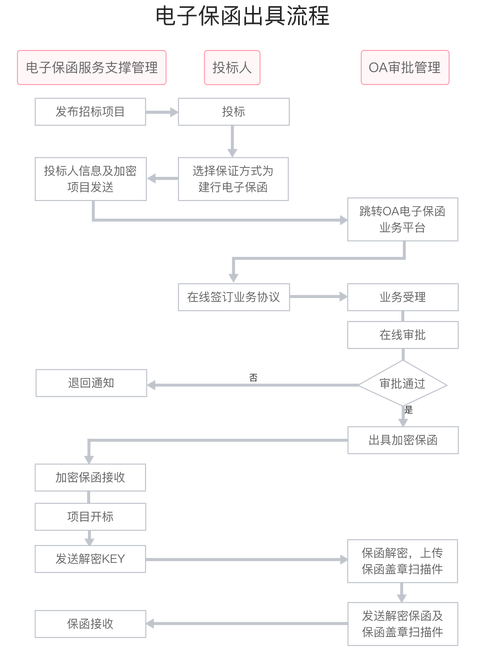 电子保函出具流程
电子保函服务支撑管理
投标人
OA审批管理
发布招标项目
投标
投标人信息及加密
项目发送
选择保证方式为
建行电子保函
跳转OA电子保函
业务平台
在线签订业务协议
业务受理
在线审批
退回通知
否
审批通过
是
出具加密保函
加密保函接收
项目开标
发送解密KEY
保函解密，上传
保函盖章扫描件
保函接收
发送解密保函及
保函盖章扫描件